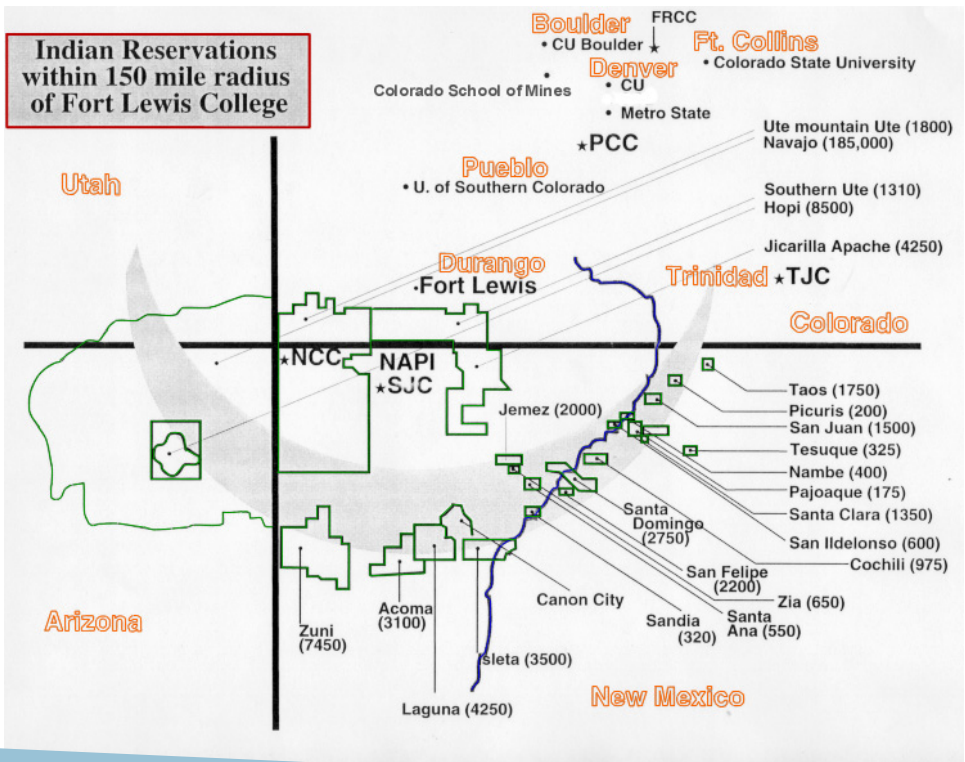 Indian Reservations
within 150 mile radius
of Fort Lewis College
Boulder
FRCC
CU Boulder
Ft. Collins
Colorado State University
Denver
Colorado School of Mines
CU
Metro State
PCC
Ute mountain Ute (1800)
Navajo (185,000)
Utah
Pueblo
U. of Southern Colorado
Southern Ute (1310)
Hopi (8500)
Jicarilla Apache (4250)
Durango
Fort Lewis
Trinidad
TJC
Colorado
NCC
NAPI
SJC
Taos (1750)
Picuris (200)
San Juan (1500)
Jemez (2000)
Tesuque (325)
Nambe (400)
Pajoaque (175)
Santa Clara (1350)
San Ildelonso (600)
Cochili (975)
Santa
Domingo
(2750)
San Felipe
(2200)
Zia (650)
Santa
Ana (550)
Sandia
(320)
Canon City
Arizona
Zuni
(7450)
Acoma
(3100)
sleta (3500)
Laguna (4250)
New Mexico